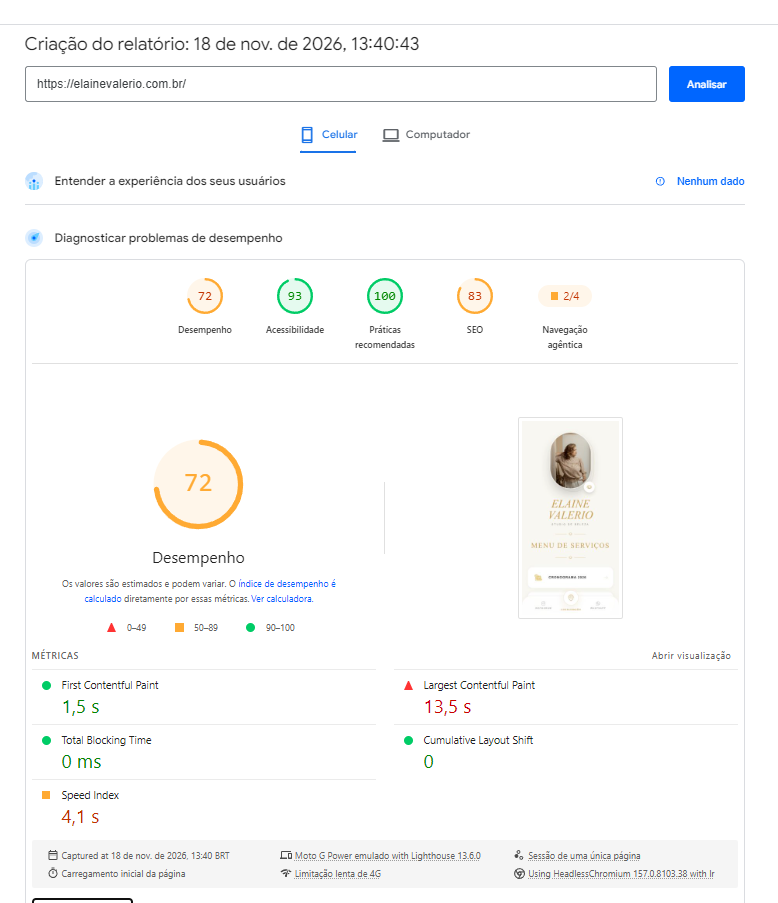 Criação do relatório: 18 de nov. de 2026, 13:40:43
https://elainevalerio.com.br/
Analisar
Celular
Computador
Entender a experiência dos seus usuários
Nenhum dado
Diagnosticar problemas de desempenho
72
93
100
83
2/4
Desempenho
Acessibilidade
Práticas
recomendadas
SEO
Navegação
agêntica
72
Desempenho
Os valores são estimados e podem variar. O índice de desempenho é
calculado diretamente por essas métricas. Ver calculadora.
0–49
50–89
90–100
ELAINE
VALERIO
MENU DE SERVIÇOS
MÉTRICAS
Abrir visualização
First Contentful Paint
1,5 s
Largest Contentful Paint
13,5 s
Total Blocking Time
0 ms
Cumulative Layout Shift
0
Speed Index
4,1 s
Captured at 18 de nov. de 2026, 13:40 BRT
Moto G Power emulado with Lighthouse 13.6.0
Sessão de uma única página
Carregamento inicial da página
Limitação lenta de 4G
Using HeadlessChromium 157.0.8103.38 with lr